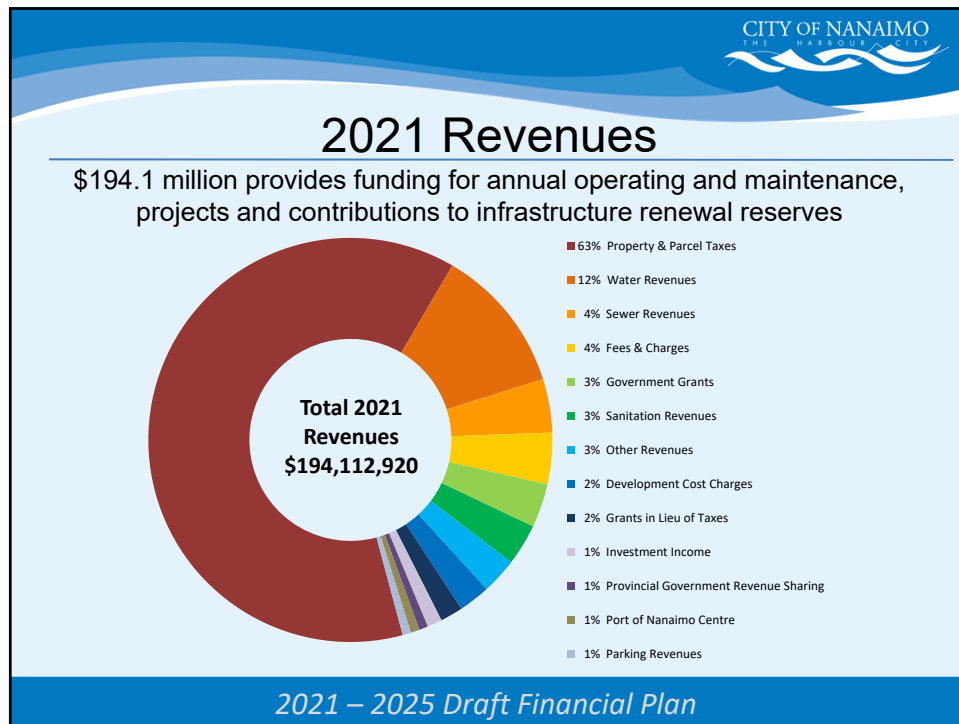 CITY OF NANAIMO
THE HARBOUR CITY
2021 Revenues
$194.1 million provides funding for annual operating and maintenance,
projects and contributions to infrastructure renewal reserves
Total 2021
Revenues
$194,112,920
63% Property & Parcel Taxes
12% Water Revenues
4% Sewer Revenues
4% Fees & Charges
3% Government Grants
3% Sanitation Revenues
3% Other Revenues
2% Development Cost Charges
2% Grants in Lieu of Taxes
1% Investment Income
1% Provincial Government Revenue Sharing
1% Port of Nanaimo Centre
1% Parking Revenues
2021 – 2025 Draft Financial Plan